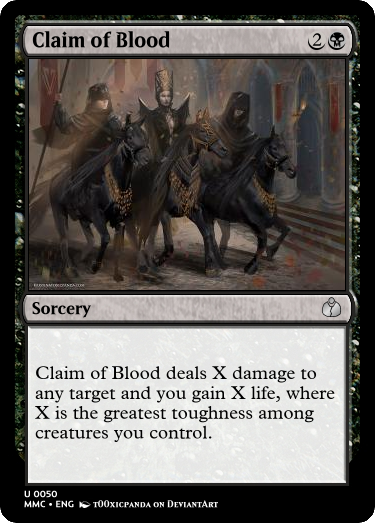 Claim of Blood 2
Sorcery
Claim of Blood deals X damage to
any target and you gain X life, where
X is the greatest toughness among
creatures you control.
U 0050
MMC • ENG t00xicpanda on DeviantArt